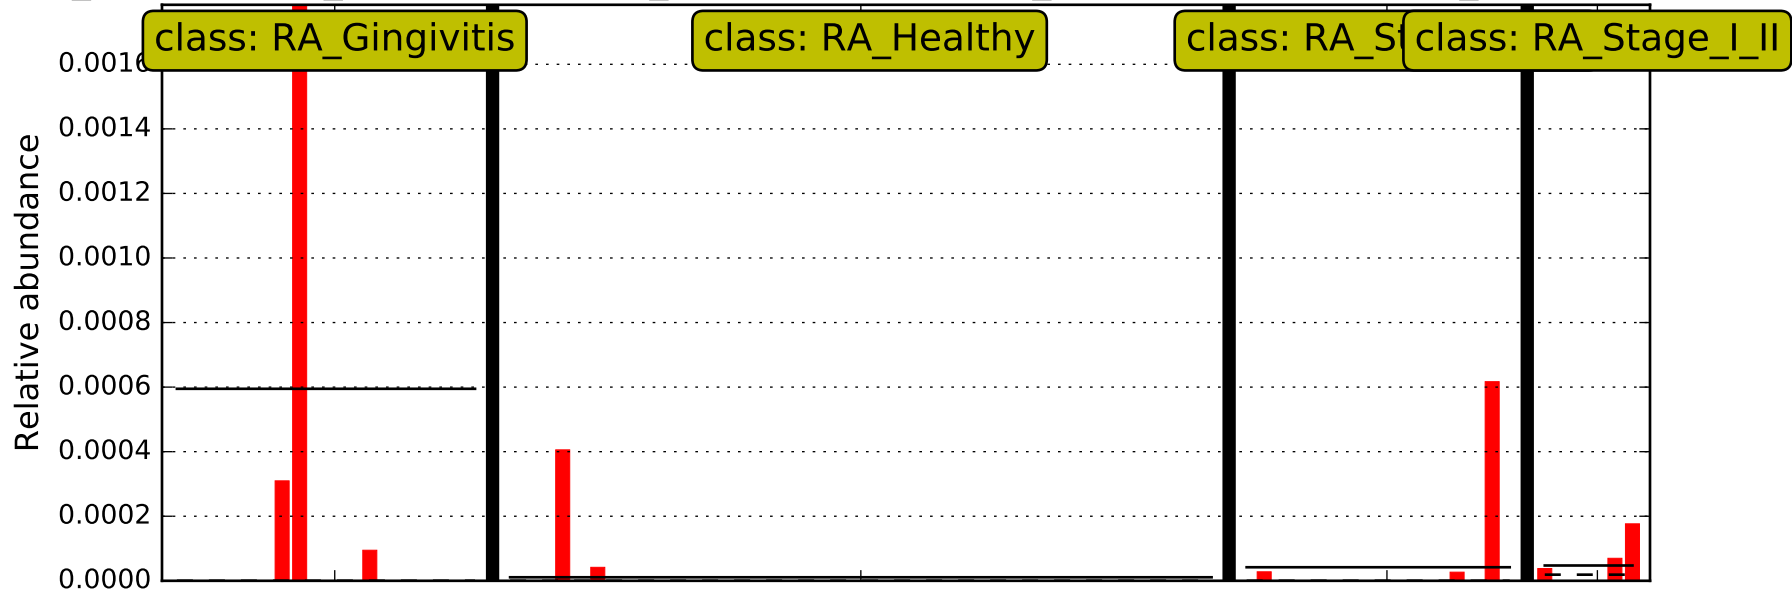 class: RA_Gingivitis
class: RA_Healthy
class: RA_St
class: RA_Stage_I_II
0.0016
0.0014
0.0012
0.0010
0.0008
0.0006
0.0004
0.0002
0.0000
Relative abundance